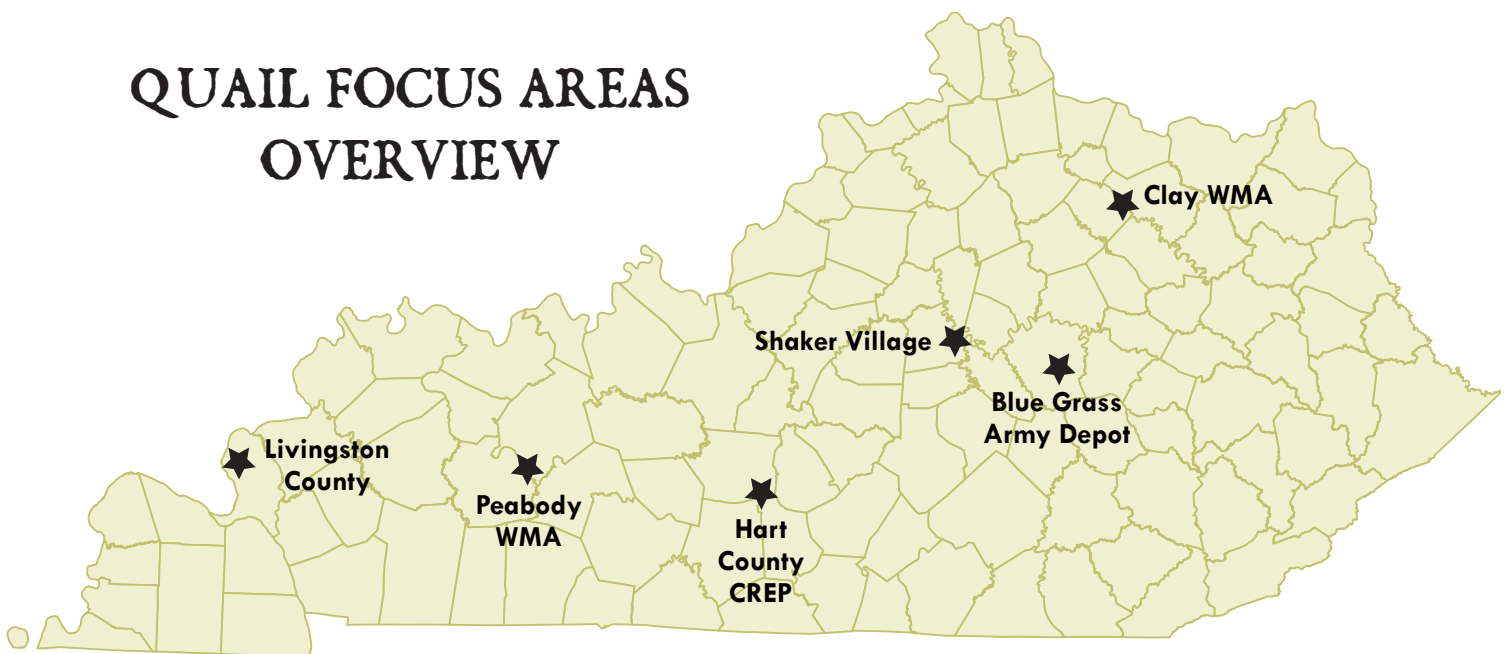 QUAIL FOCUS AREAS
OVERVIEW
Clay WMA
Shaker Village
Blue Grass
Army Depot
Livingston
County
Peabody
WMA
Hart
County
CREP